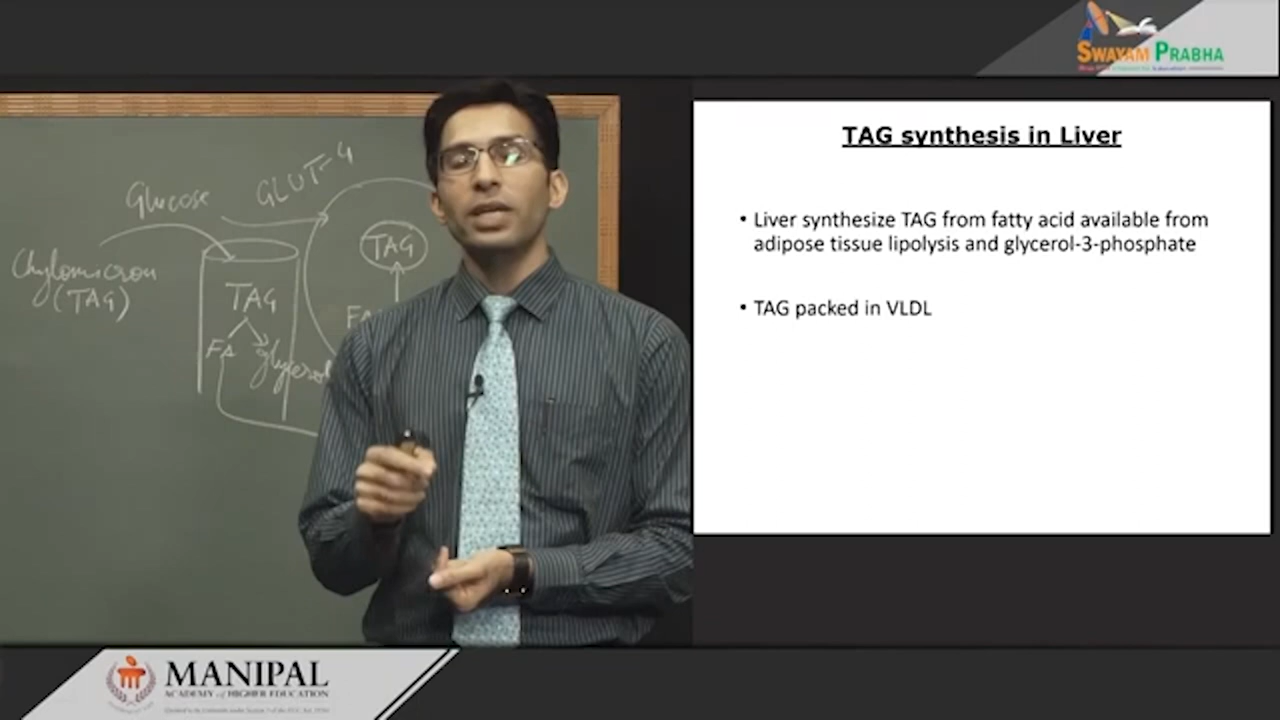 SWAYAM PRABHA
Glucose
GLUT-4
Chylomicron
(TAG)
TAG
FA
glycerol
TAG
FA
TAG synthesis in Liver
• Liver synthesize TAG from fatty acid available from
adipose tissue lipolysis and glycerol-3-phosphate
• TAG packed in VLDL
MANIPAL
ACADEMY of HIGHER EDUCATION